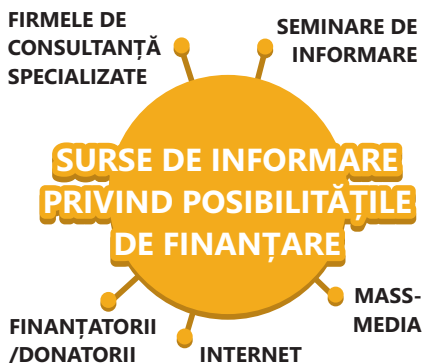 FIRMELE DE
CONSULTANȚĂ
SPECIALIZATE
SEMINARE DE
INFORMARE
SURSE DE INFORMARE
PRIVIND POSIBILITĂȚILE
DE FINANȚARE
MASS-
MEDIA
FINANȚATORII
/DONATORII
INTERNET